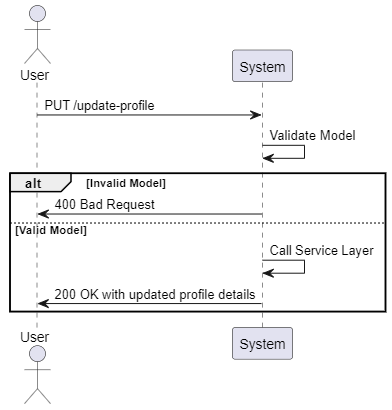 User
System
PUT /update-profile
Validate Model
alt [Invalid Model]
400 Bad Request
[Valid Model]
Call Service Layer
200 OK with updated profile details
User
System